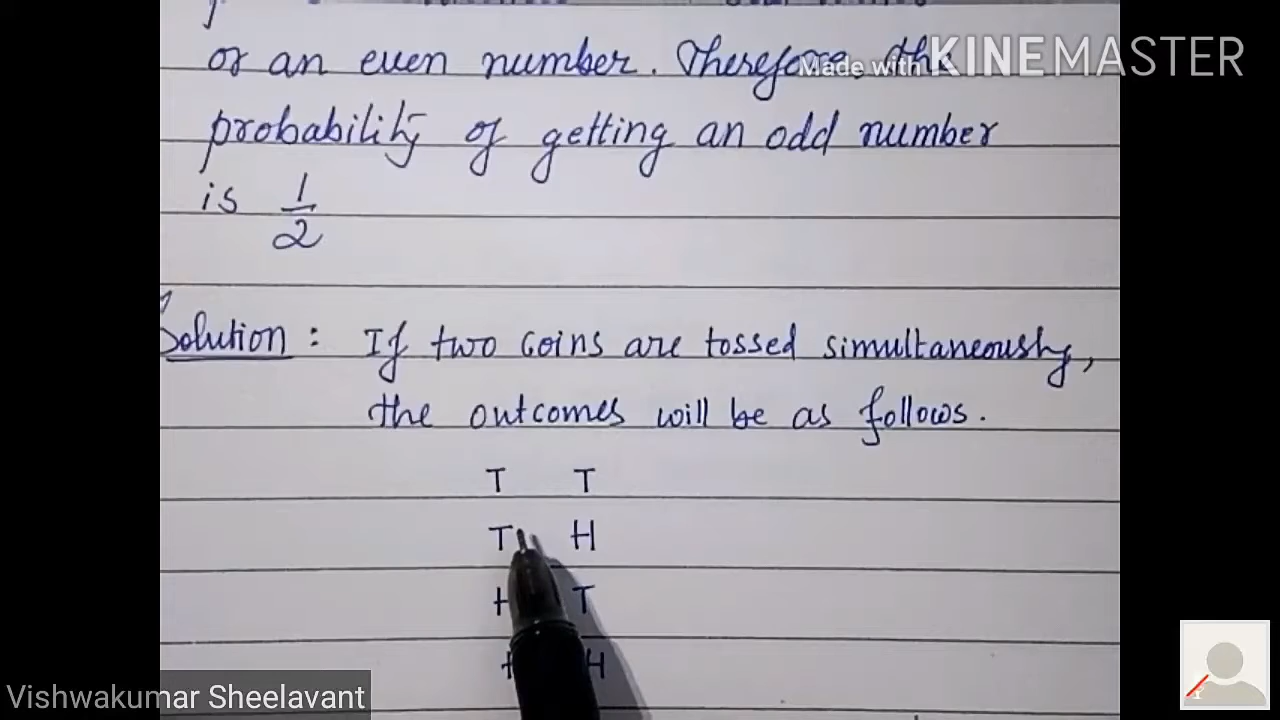 or an even number. Therefore, the
Made with KINEMASTER
probability of getting an odd number
is 1/2
Solution: If two coins are tossed simultaneously,
the outcomes will be as follows.
T T
T H
H T
H H
Vishwakumar Sheelavant